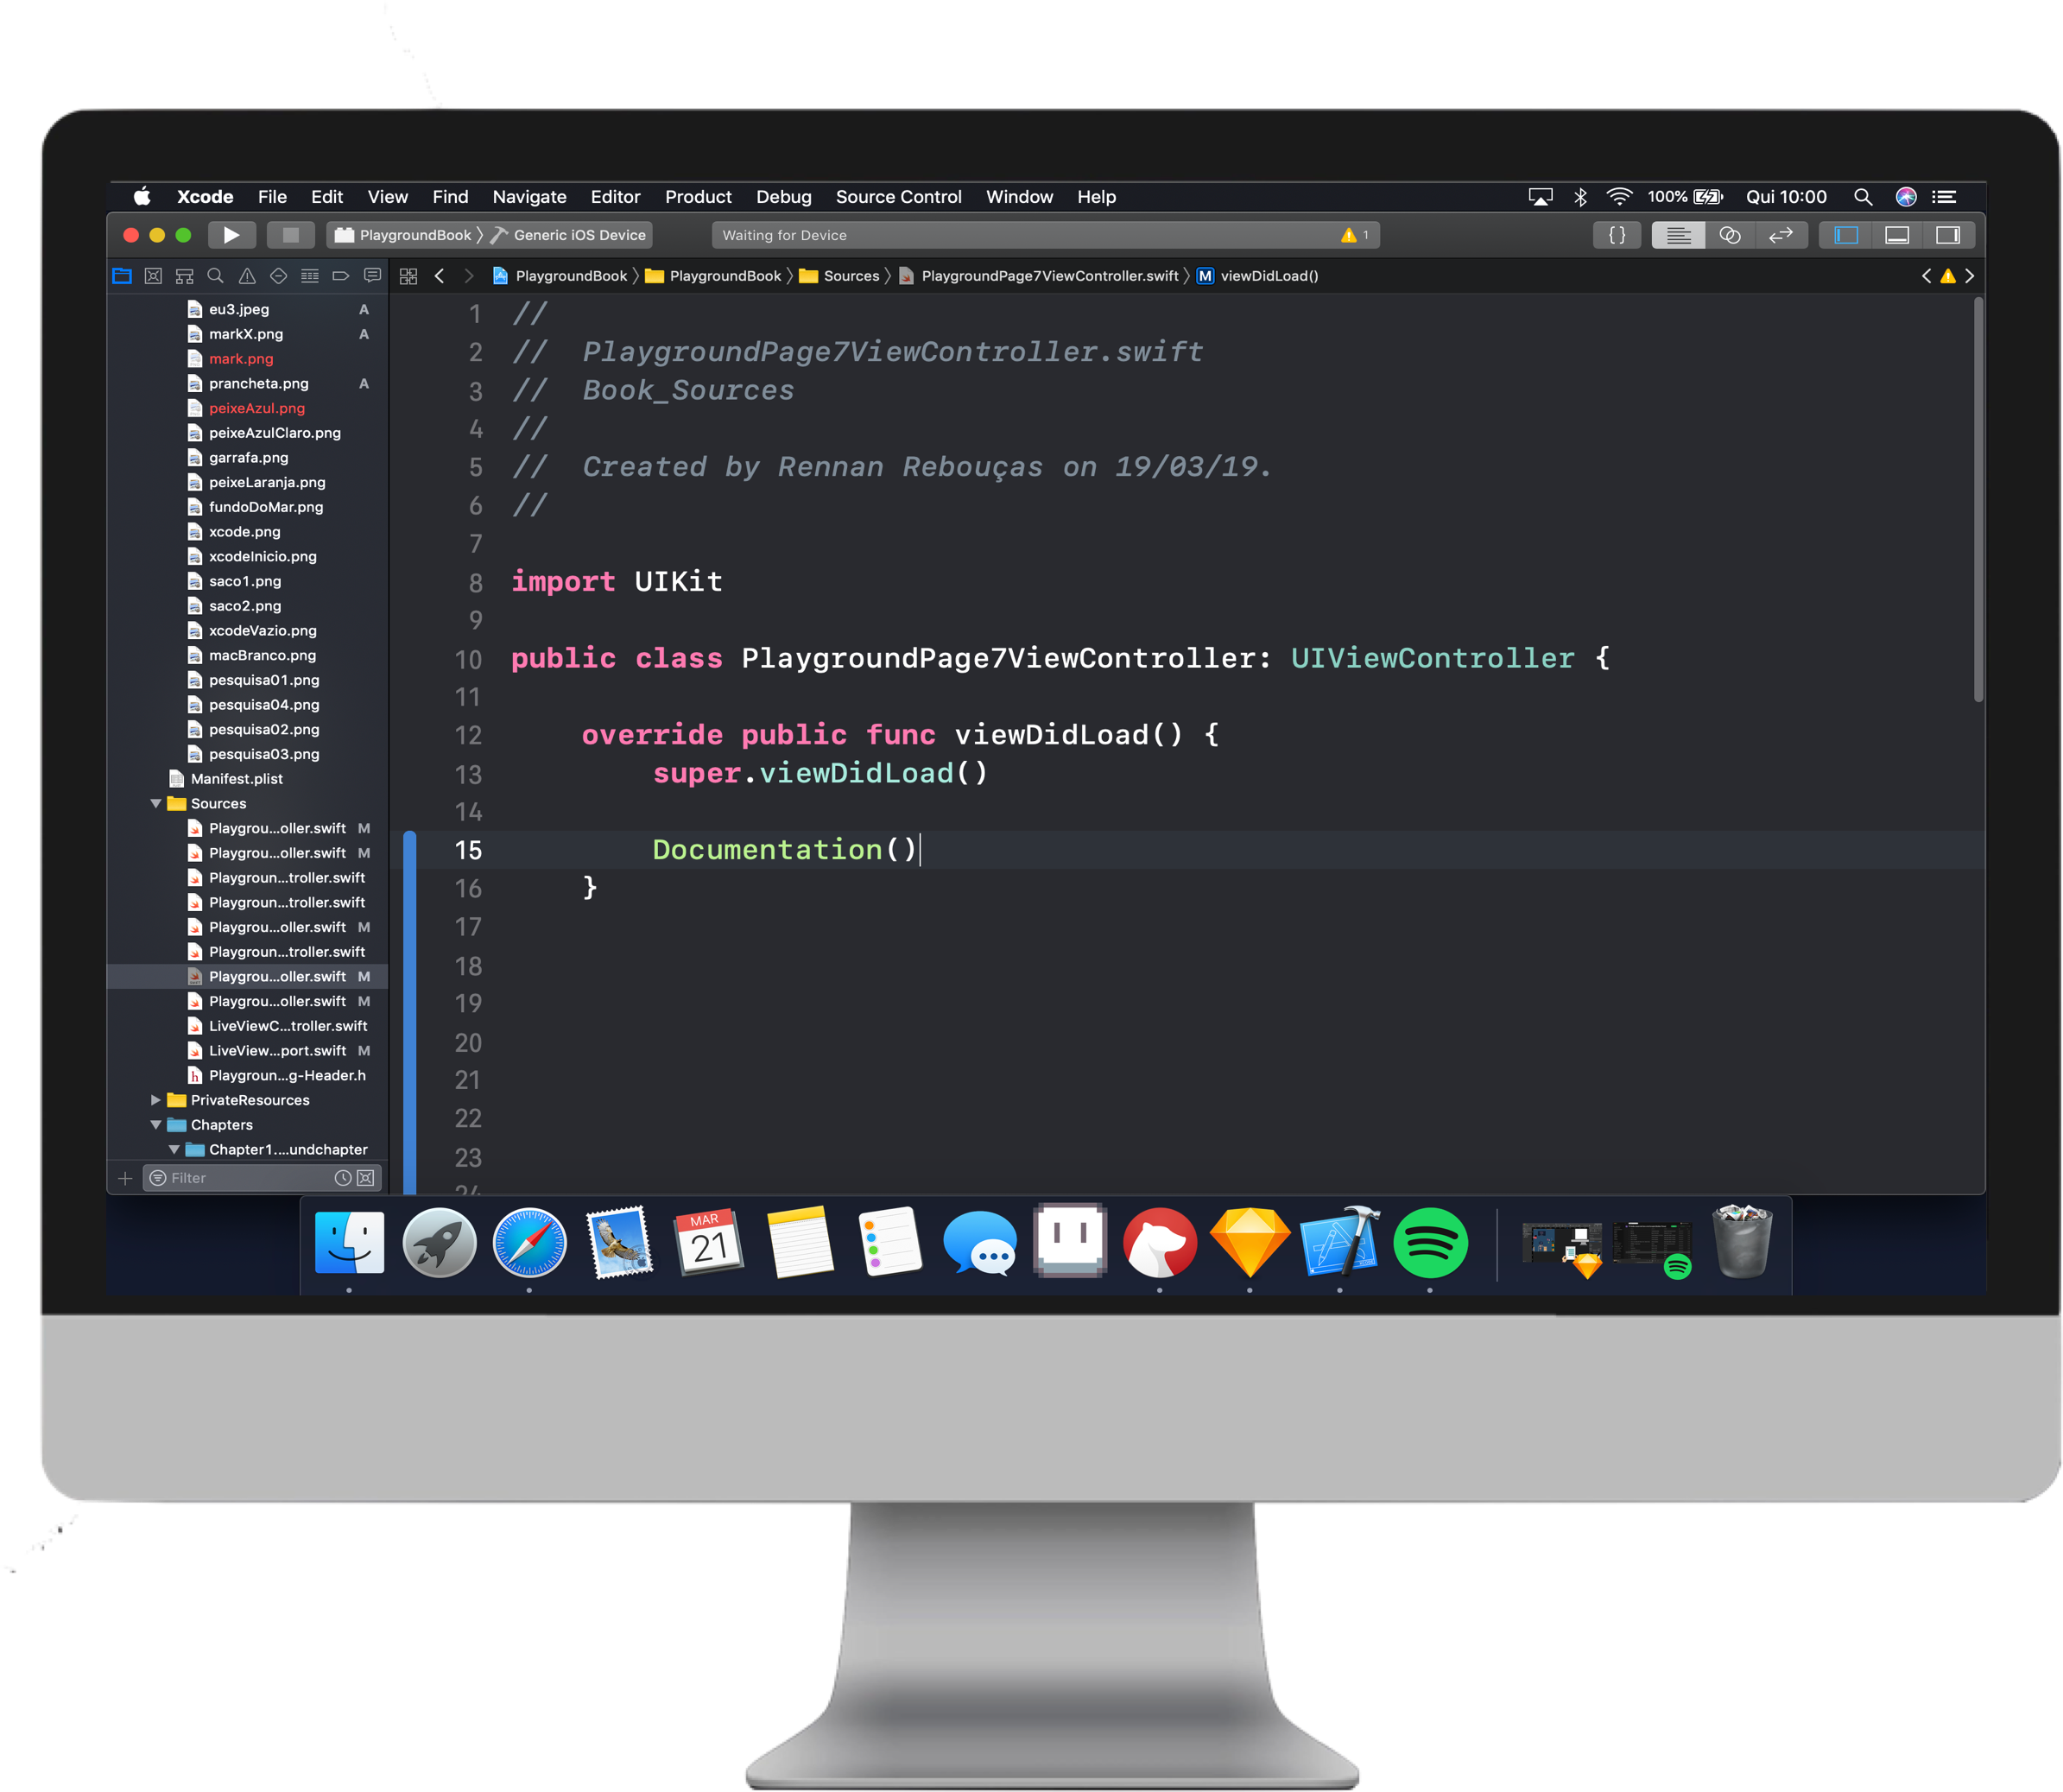 Xcode File Edit View Find Navigate Editor Product Debug Source Control Window Help 100% Qui 10:00
PlaygroundBook Generic iOS Device Waiting for Device 1 {}
PlaygroundBook PlaygroundBook Sources PlaygroundPage7ViewController.swift M viewDidLoad()
eu3.jpeg A
markX.png A
mark.png
prancheta.png A
peixeAzul.png
peixeAzulClaro.png
garrafa.png
peixeLaranja.png
fundoDoMar.png
xcode.png
xcodeInicio.png
saco1.png
saco2.png
xcodeVazio.png
macBranco.png
pesquisa01.png
pesquisa04.png
pesquisa02.png
pesquisa03.png
Manifest.plist
Sources
Playgrou...oller.swift M
Playgrou...oller.swift M
Playgroun...troller.swift
Playgroun...troller.swift
Playgrou...oller.swift M
Playgroun...troller.swift
Playgrou...oller.swift M
Playgrou...oller.swift M
LiveViewC...troller.swift
LiveView...port.swift M
h Playgroun...g-Header.h
PrivateResources
Chapters
Chapter1....undchapter
Filter
1 //
2 // PlaygroundPage7ViewController.swift
3 // Book_Sources
4 //
5 // Created by Rennan Rebouças on 19/03/19.
6 //
7
8 import UIKit
9
10 public class PlaygroundPage7ViewController: UIViewController {
11
12 override public func viewDidLoad() {
13 super.viewDidLoad()
14
15 Documentation()
16 }
17
18
19
20
21
22
23
24
MAR
21